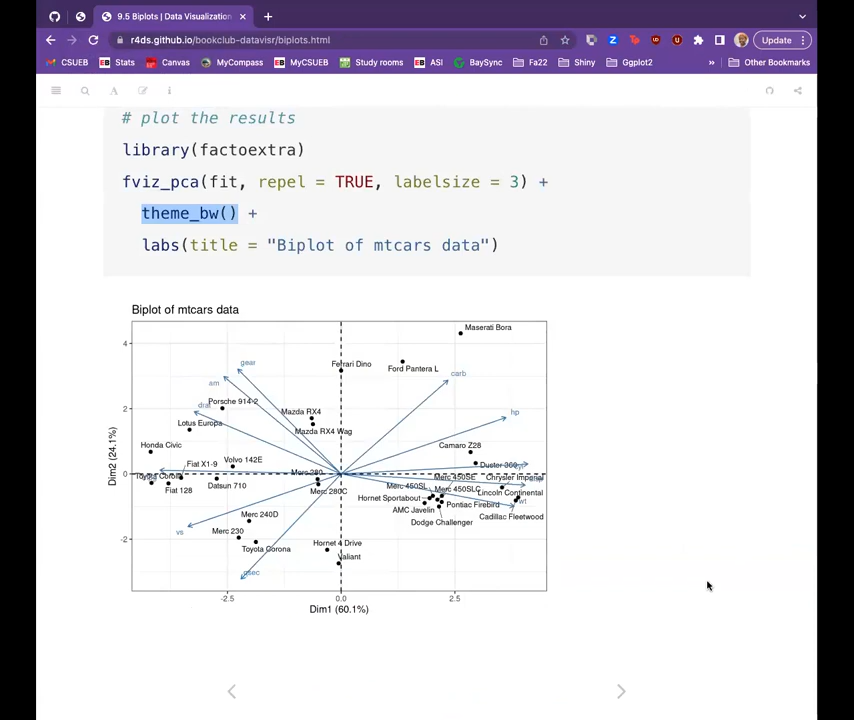 9.5 Biplots | Data Visualization
r4ds.github.io/bookclub-datavisr/biplots.html
Update
CSUEB
Stats
Canvas
MyCompass
MyCSUEB
Study rooms
ASI
BaySync
Fa22
Shiny
Ggplot2
»
Other Bookmarks
# plot the results
library(factoextra)
fviz_pca(fit, repel = TRUE, labelsize = 3) +
theme_bw() +
labs(title = "Biplot of mtcars data")
Biplot of mtcars data
Maserati Bora
4
gear
Ferrari Dino
Ford Pantera L
carb
am
Porsche 914-2
drat
2
Mazda RX4
hp
Lotus Europa
Mazda RX4 Wag
Honda Civic
Camaro Z28
Volvo 142E
Fiat X1-9
Duster 360
0
Toyota Corolla
Merc 280
Merc 450SE
Chrysler Imperial
Fiat 128
Datsun 710
Merc 280C
Merc 450SL
Merc 450SLC
Lincoln Continental
Hornet Sportabout
Pontiac Firebird
wt
AMC Javelin
Cadillac Fleetwood
Merc 240D
Dodge Challenger
vs
Merc 230
-2
Toyota Corona
Hornet 4 Drive
Valiant
qsec
Dim2 (24.1%)
-2.5
0.0
2.5
Dim1 (60.1%)